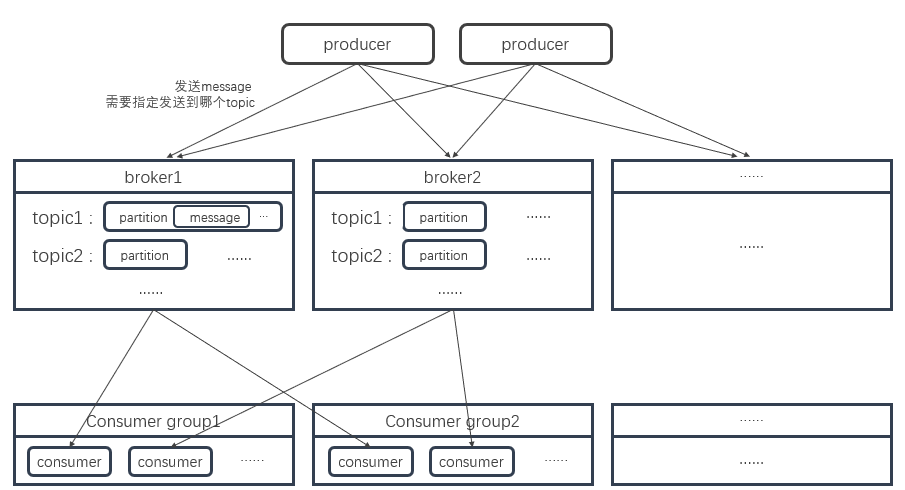 producer
producer
发送message
需要指定发送到哪个topic
broker1
broker2
......
topic1 :
partition
message
...
topic1 :
partition
......
topic2 :
partition
......
topic2 :
partition
......
......
......
......
Consumer group1
Consumer group2
......
consumer
consumer
......
consumer
consumer
......
......